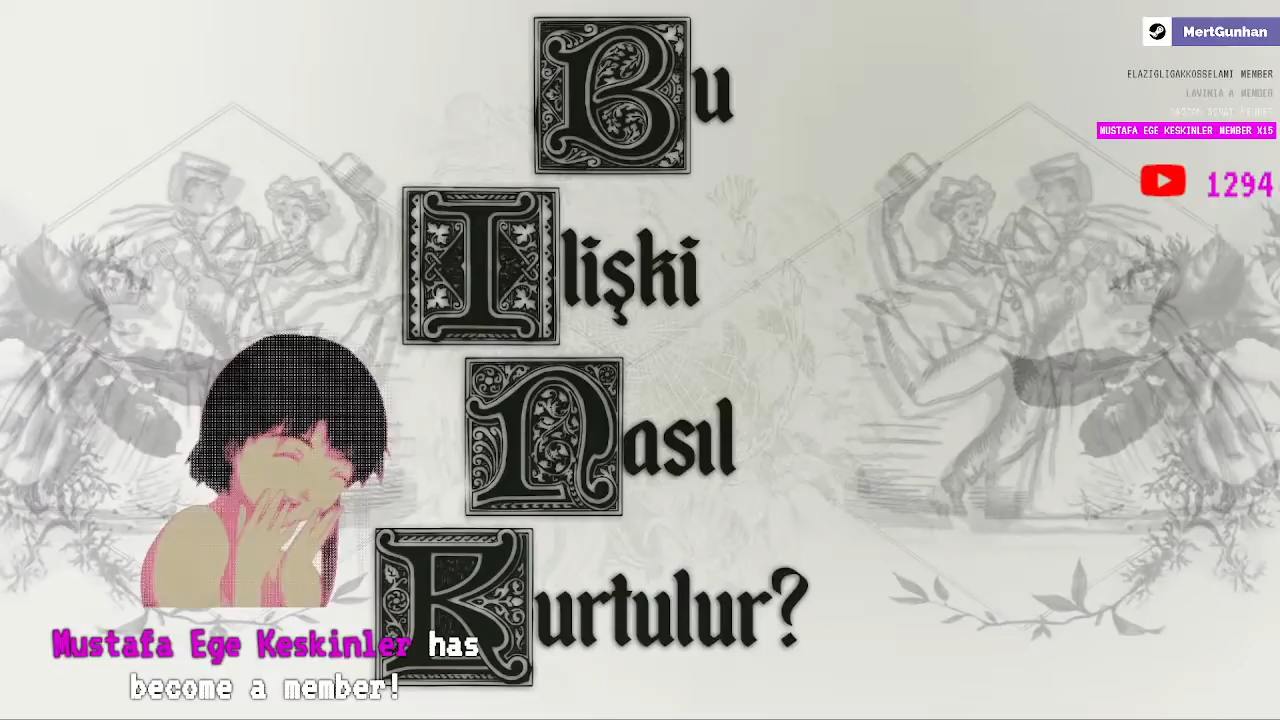 Bu
İlişki
Nasıl
Kurtulur?
MertGunhan
ELAZIGLIGAKKOSSELAMI MEMBER
LAVINIA A MEMBER
MUSTAFA EGE KESKINLER MEMBER X15
1294
Mustafa Ege Keskinler has
become a member!